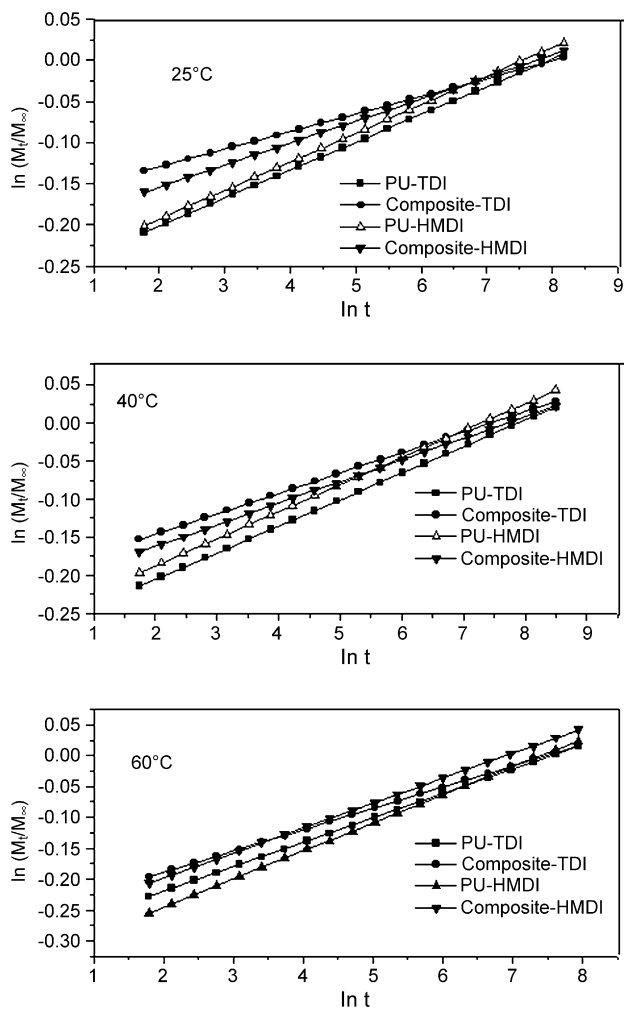 0.05
0.00
-0.05
-0.10
-0.15
-0.20
-0.25
ln (Mt/M∞)
25°C
PU-TDI
Composite-TDI
PU-HMDI
Composite-HMDI
1 2 3 4 5 6 7 8 9
ln t
0.05
0.00
-0.05
-0.10
-0.15
-0.20
-0.25
ln (Mt/M∞)
40°C
PU-TDI
Composite-TDI
PU-HMDI
Composite-HMDI
1 2 3 4 5 6 7 8 9
ln t
0.05
0.00
-0.05
-0.10
-0.15
-0.20
-0.25
-0.30
ln (Mt/M∞)
60°C
PU-TDI
Composite-TDI
PU-HMDI
Composite-HMDI
1 2 3 4 5 6 7 8
ln t